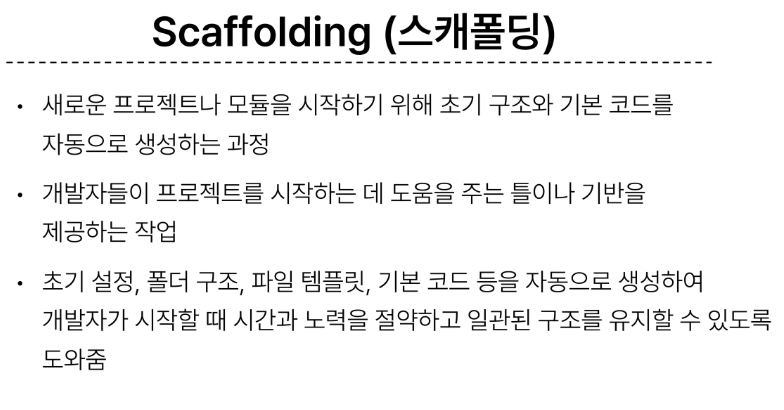 Scaffolding (스캐폴딩)
• 새로운 프로젝트나 모듈을 시작하기 위해 초기 구조와 기본 코드를
자동으로 생성하는 과정
• 개발자들이 프로젝트를 시작하는 데 도움을 주는 틀이나 기반을
제공하는 작업
• 초기 설정, 폴더 구조, 파일 템플릿, 기본 코드 등을 자동으로 생성하여
개발자가 시작할 때 시간과 노력을 절약하고 일관된 구조를 유지할 수 있도록
도와줌